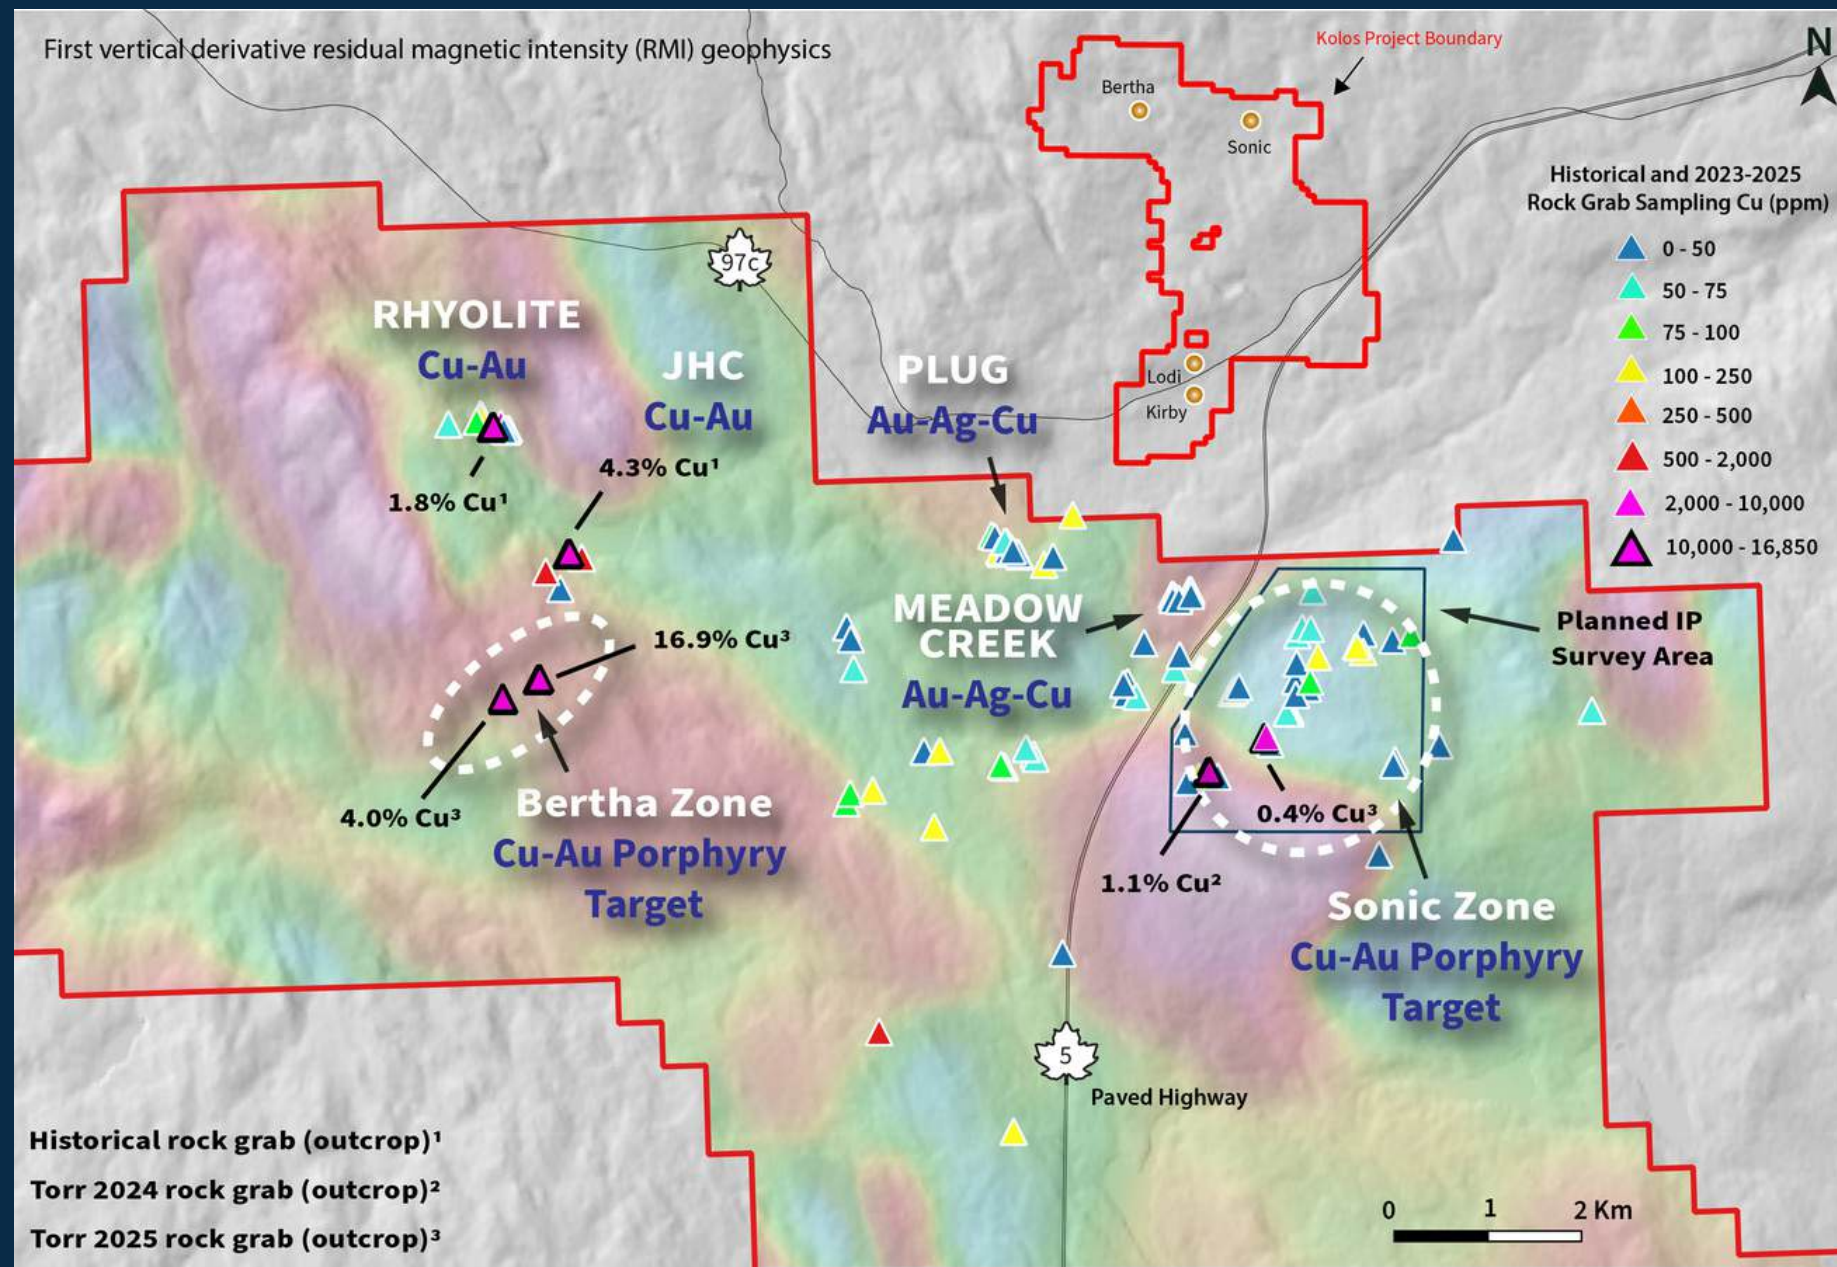 First vertical derivative residual magnetic intensity (RMI) geophysics
Kolos Project Boundary
N
Bertha
Sonic
Lodi
Kirby
Historical and 2023-2025
Rock Grab Sampling Cu (ppm)
0 - 50
50 - 75
75 - 100
100 - 250
250 - 500
500 - 2,000
2,000 - 10,000
10,000 - 16,850
97c
RHYOLITE
Cu-Au
JHC
Cu-Au
PLUG
Au-Ag-Cu
4.3% Cu¹
1.8% Cu¹
MEADOW
CREEK
Au-Ag-Cu
Planned IP
Survey Area
16.9% Cu³
4.0% Cu³
Bertha Zone
Cu-Au Porphyry
Target
0.4% Cu³
1.1% Cu²
Sonic Zone
Cu-Au Porphyry
Target
5
Paved Highway
Historical rock grab (outcrop)¹
Torr 2024 rock grab (outcrop)²
Torr 2025 rock grab (outcrop)³
0 1 2 Km